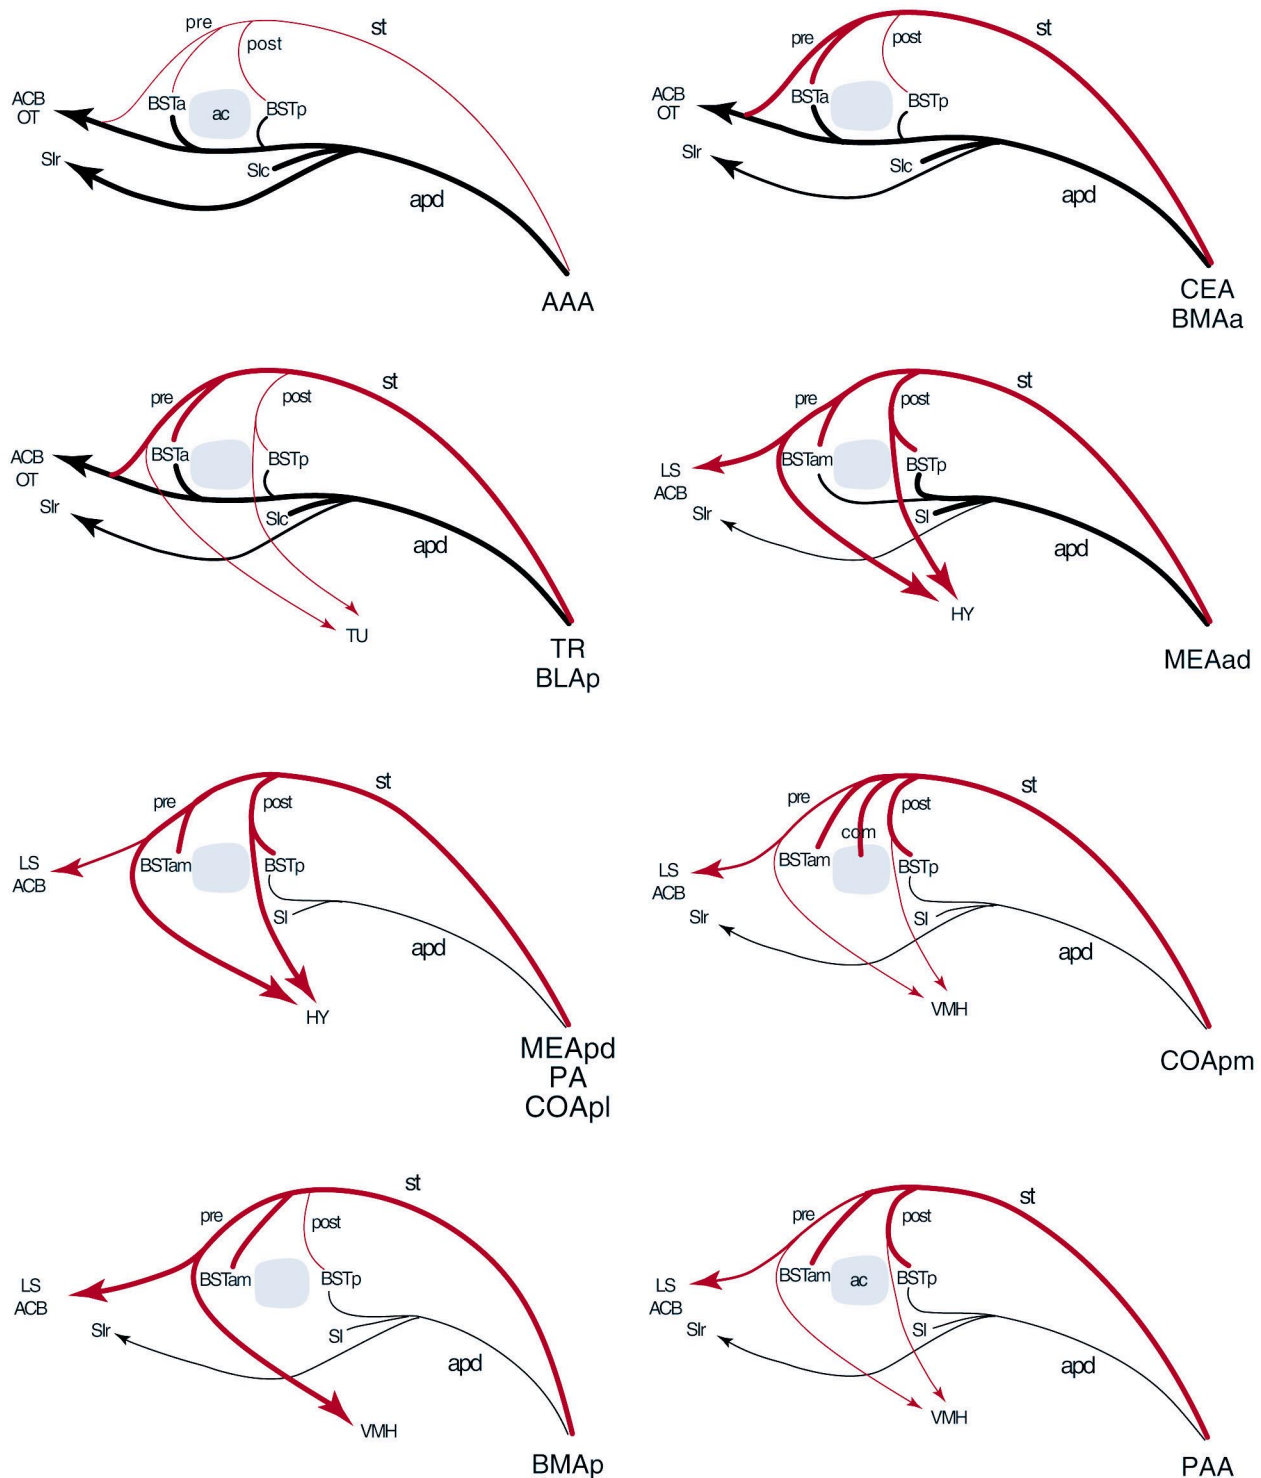 pre
st
post
ACB
OT
BSTa
ac
BSTp
SIr
SIc
apd
AAA
pre
st
post
ACB
OT
BSTa
BSTp
SIr
SIc
apd
CEA
BMAa
pre
st
post
ACB
OT
BSTa
BSTp
SIr
SIc
apd
TU
TR
BLAp
pre
st
post
LS
ACB
BSTam
BSTp
SIr
SI
apd
HY
MEAad
pre
st
post
LS
ACB
BSTam
BSTp
SI
apd
HY
MEApd
PA
COApl
pre
st
post
com
LS
ACB
BSTam
BSTp
SIr
SI
apd
VMH
COApm
pre
st
post
LS
ACB
BSTam
BSTp
SIr
SI
apd
VMH
BMAp
pre
st
post
LS
ACB
BSTam
ac
BSTp
SIr
SI
apd
VMH
PAA